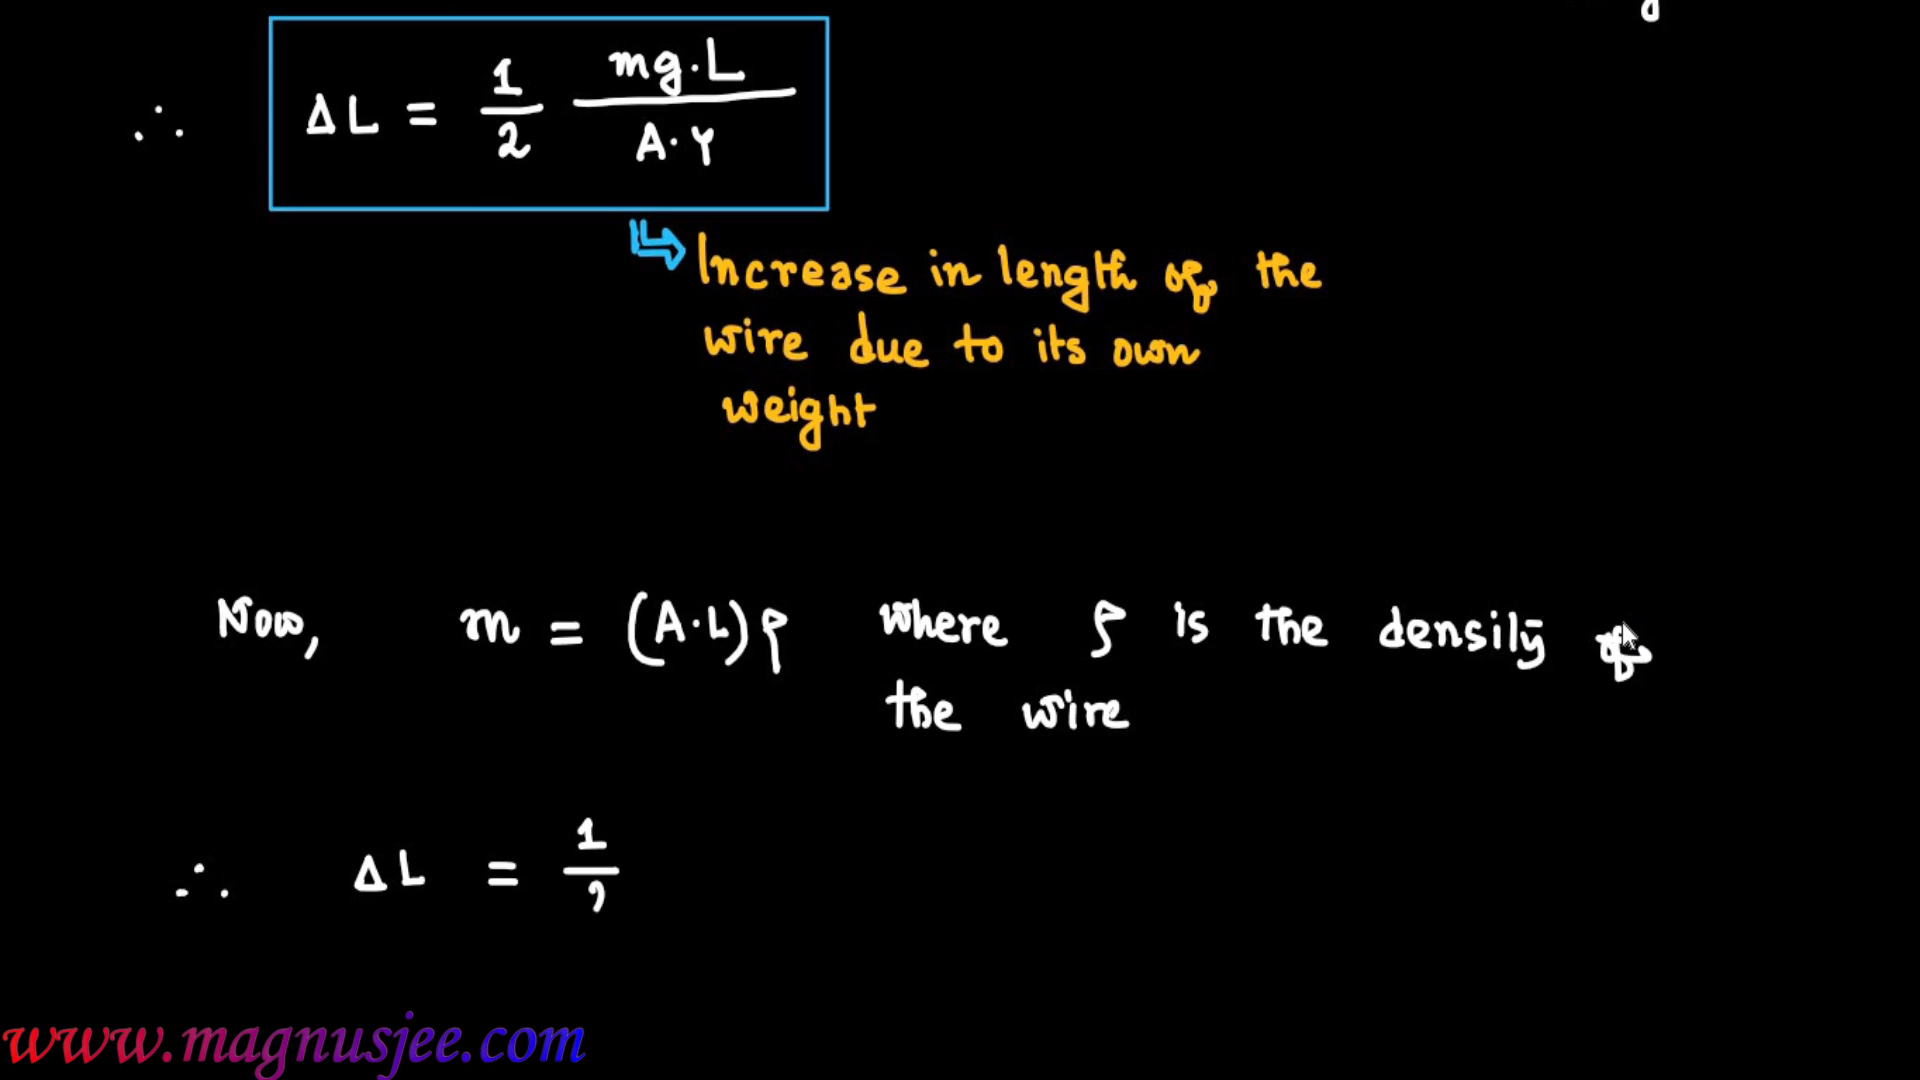 ∴ ΔL = 1/2 mg·L/A·Y
Increase in length of the
wire due to its own
weight
Now, m = (A·L)ρ where ρ is the density of
the wire
∴ ΔL = 1/
www.magnusjee.com